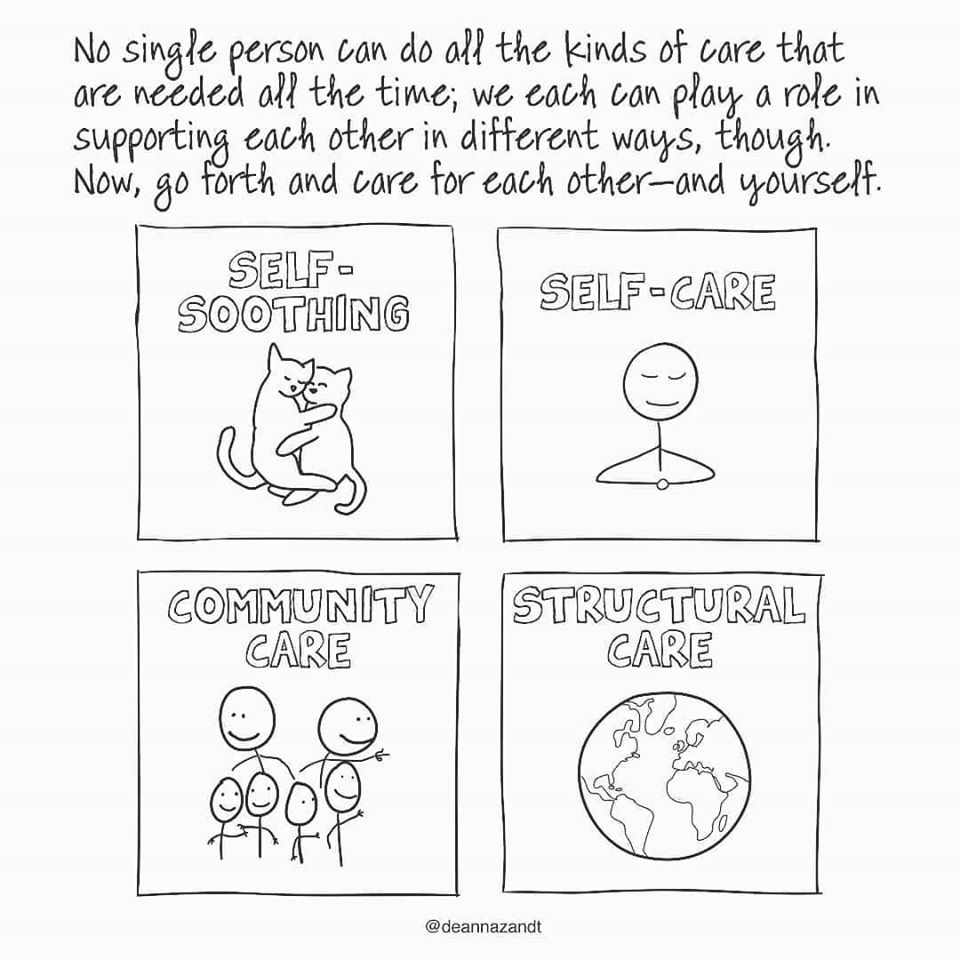 No single person can do all the kinds of care that
are needed all the time; we each can play a role in
supporting each other in different ways, though.
Now, go forth and care for each other—and yourself.
SELF-
SOOTHING
SELF-CARE
COMMUNITY
CARE
STRUCTURAL
CARE
@deannazandt